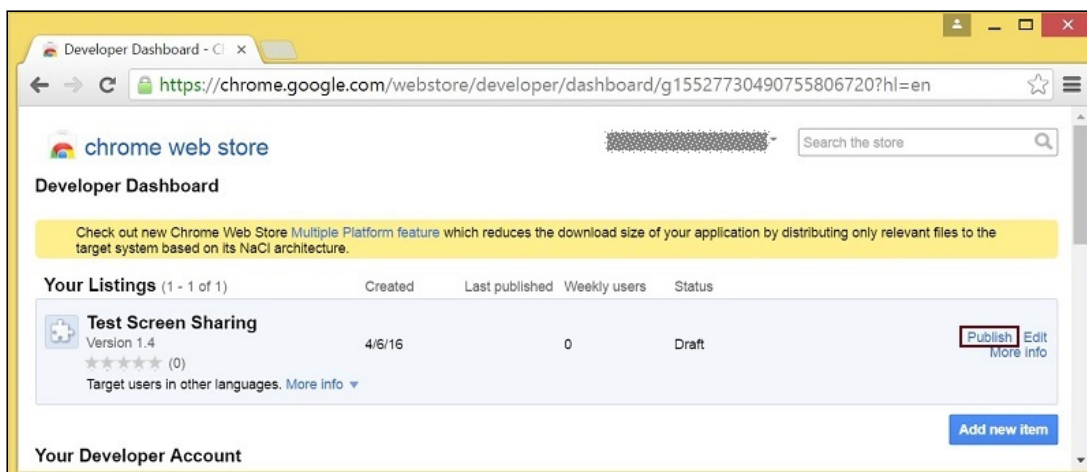 Developer Dashboard - C
https://chrome.google.com/webstore/developer/dashboard/g15527730490755806720?hl=en
chrome web store
Search the store
Developer Dashboard
Check out new Chrome Web Store Multiple Platform feature which reduces the download size of your application by distributing only relevant files to the
target system based on its NaCl architecture.
Your Listings (1 - 1 of 1) Created Last published Weekly users Status
Test Screen Sharing
Version 1.4 4/6/16 0 Draft Publish Edit
More info
(0)
Target users in other languages. More info
Add new item
Your Developer Account